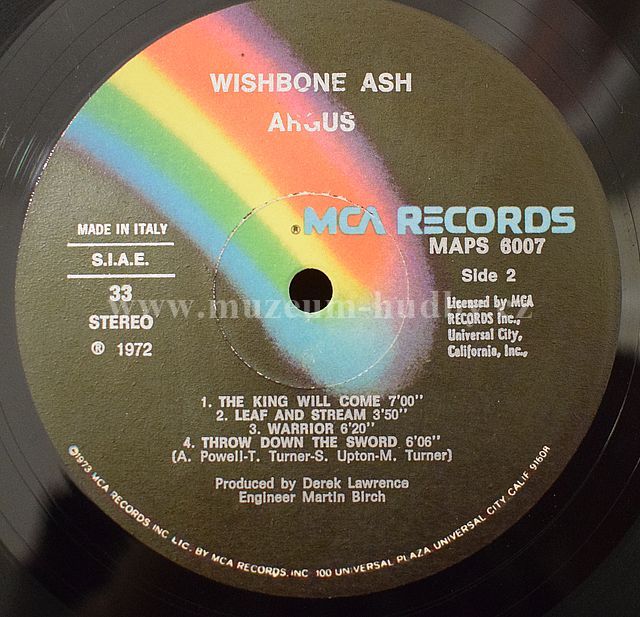 WISHBONE ASH
ARGUS
® MCA RECORDS
MAPS 6007
MADE IN ITALY
S.I.A.E.
33
STEREO
℗ 1972
Side 2
Licensed by MCA
RECORDS Inc.,
Universal City,
California, Inc.,
www.muzeum-hudby.cz
1. THE KING WILL COME 7'00''
2. LEAF AND STREAM 3'50''
3. WARRIOR 6'20''
4. THROW DOWN THE SWORD 6'06''
(A. Powell-T. Turner-S. Upton-M. Turner)
Produced by Derek Lawrence
Engineer Martin Birch
©1973 MCA RECORDS INC LIC. BY MCA RECORDS, INC 100 UNIVERSAL PLAZA UNIVERSAL CITY CALIF 91608